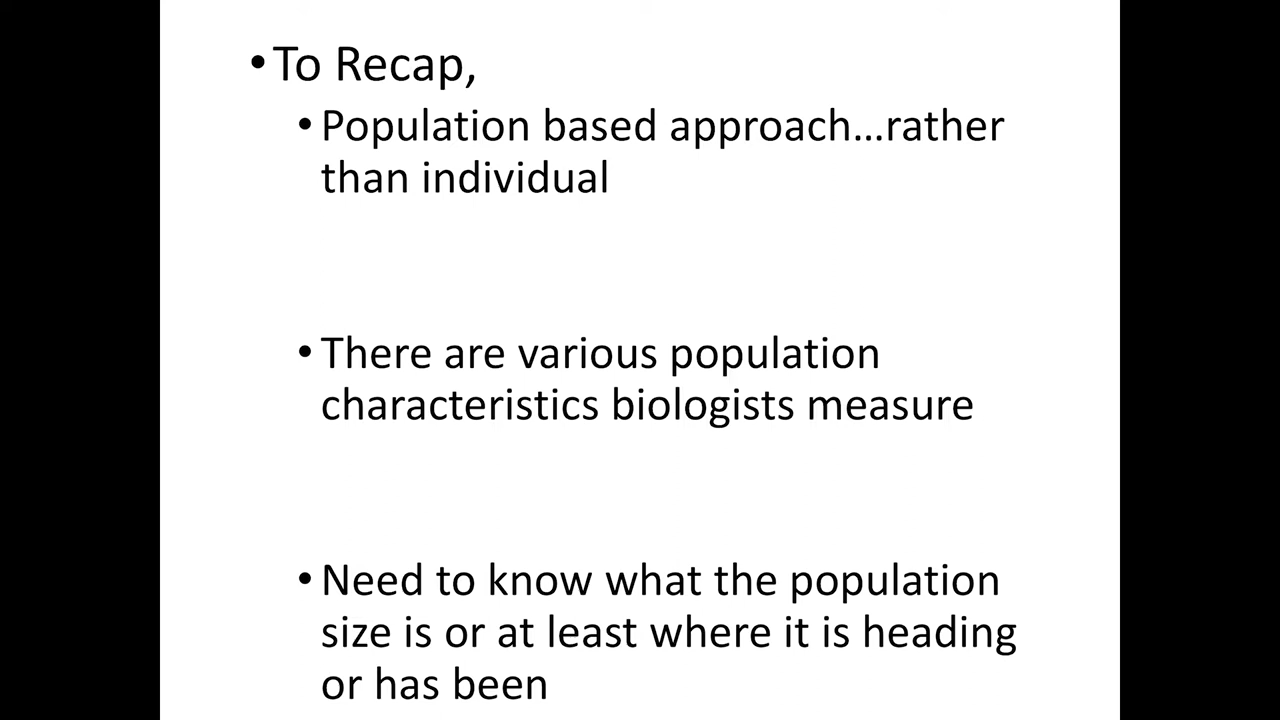 •To Recap,
•Population based approach...rather
than individual
•There are various population
characteristics biologists measure
•Need to know what the population
size is or at least where it is heading
or has been